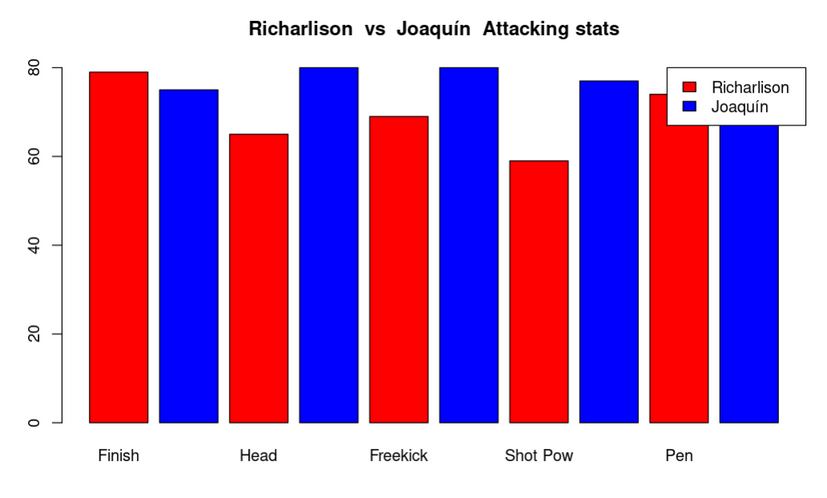 Richarlison vs Joaquín Attacking stats
80
60
40
20
0
Richarlison
Joaquín
Finish Head Freekick Shot Pow Pen